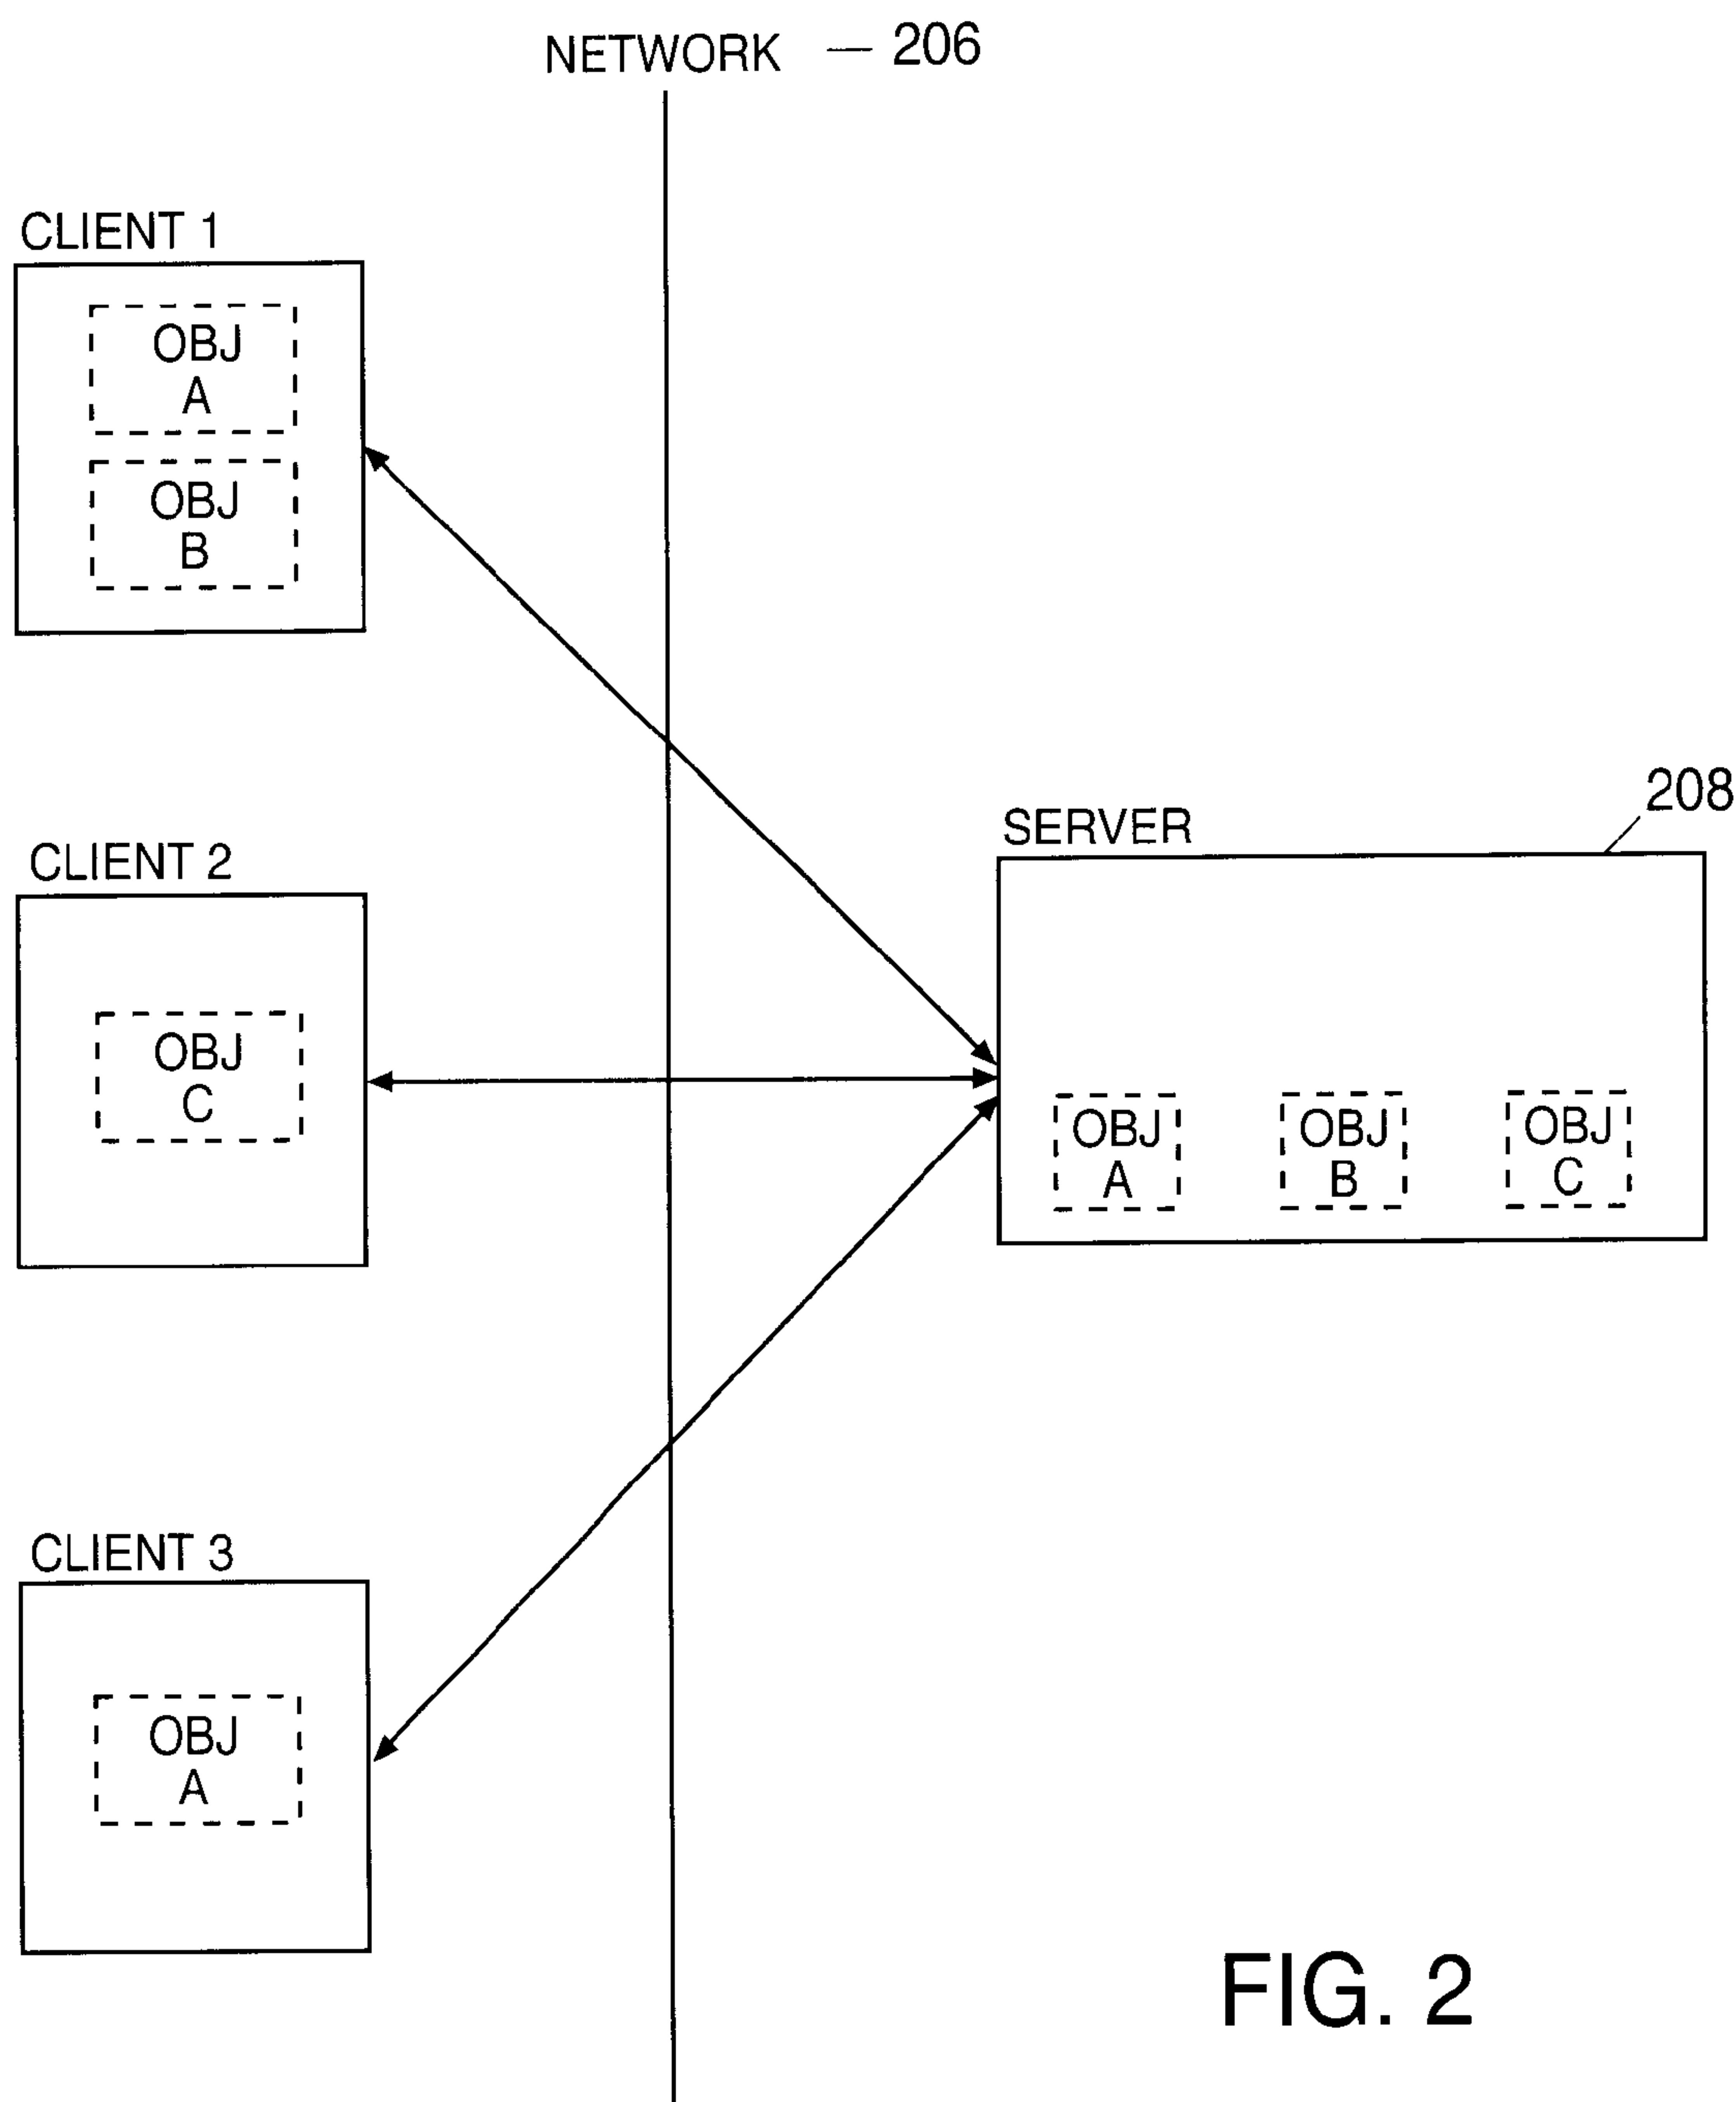 NETWORK — 206
CLIENT 1
OBJ
A
OBJ
B
208
SERVER
CLIENT 2
OBJ
C
OBJ
A
OBJ
B
OBJ
C
CLIENT 3
OBJ
A
FIG. 2